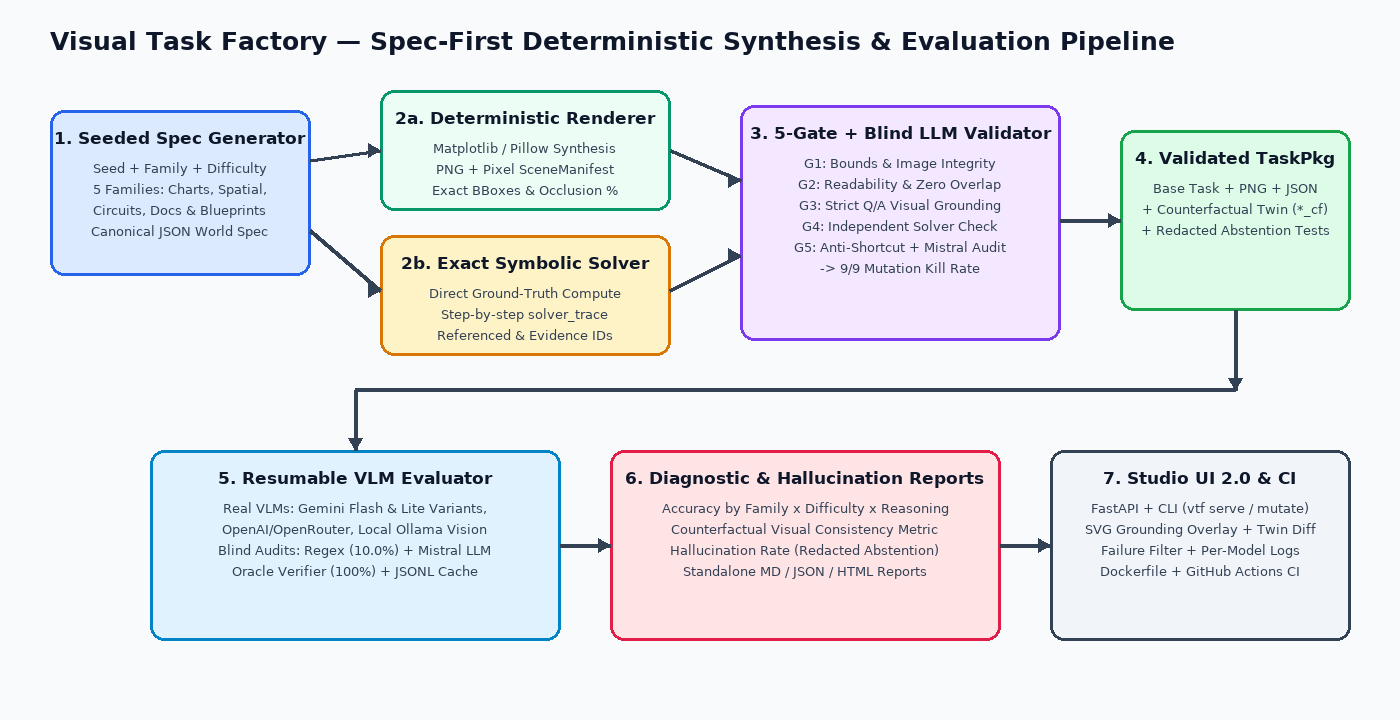 Visual Task Factory — Spec-First Deterministic Synthesis & Evaluation Pipeline
1. Seeded Spec Generator
Seed + Family + Difficulty
5 Families: Charts, Spatial,
Circuits, Docs & Blueprints
Canonical JSON World Spec
2a. Deterministic Renderer
Matplotlib / Pillow Synthesis
PNG + Pixel SceneManifest
Exact BBoxes & Occlusion %
2b. Exact Symbolic Solver
Direct Ground-Truth Compute
Step-by-step solver_trace
Referenced & Evidence IDs
3. 5-Gate + Blind LLM Validator
G1: Bounds & Image Integrity
G2: Readability & Zero Overlap
G3: Strict Q/A Visual Grounding
G4: Independent Solver Check
G5: Anti-Shortcut + Mistral Audit
-> 9/9 Mutation Kill Rate
4. Validated TaskPkg
Base Task + PNG + JSON
+ Counterfactual Twin (*_cf)
+ Redacted Abstention Tests
5. Resumable VLM Evaluator
Real VLMs: Gemini Flash & Lite Variants,
OpenAI/OpenRouter, Local Ollama Vision
Blind Audits: Regex (10.0%) + Mistral LLM
Oracle Verifier (100%) + JSONL Cache
6. Diagnostic & Hallucination Reports
Accuracy by Family x Difficulty x Reasoning
Counterfactual Visual Consistency Metric
Hallucination Rate (Redacted Abstention)
Standalone MD / JSON / HTML Reports
7. Studio UI 2.0 & CI
FastAPI + CLI (vtf serve / mutate)
SVG Grounding Overlay + Twin Diff
Failure Filter + Per-Model Logs
Dockerfile + GitHub Actions CI